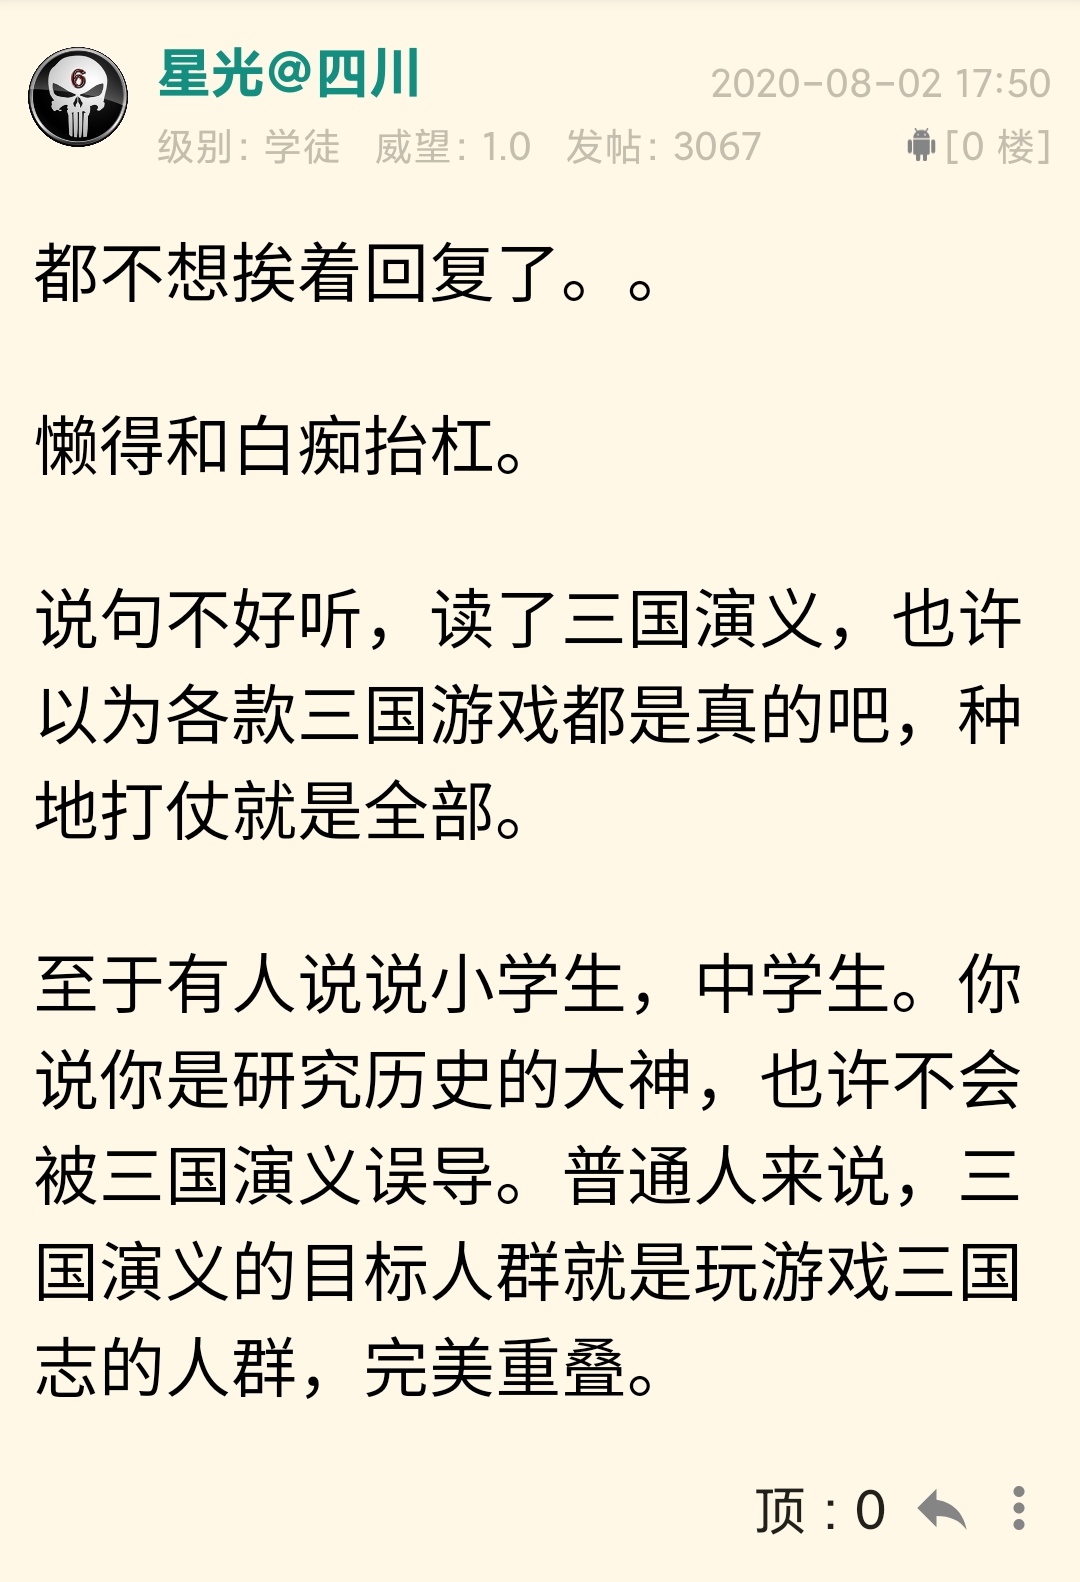 6
星光@四川
2020-08-02 17:50
级别: 学徒 威望: 1.0 发帖: 3067
[0 楼]
都不想挨着回复了。。
懒得和白痴抬杠。
说句不好听，读了三国演义，也许
以为各款三国游戏都是真的吧，种
地打仗就是全部。
至于有人说说小学生，中学生。你
说你是研究历史的大神，也许不会
被三国演义误导。普通人来说，三
国演义的目标人群就是玩游戏三国
志的人群，完美重叠。
顶 : 0